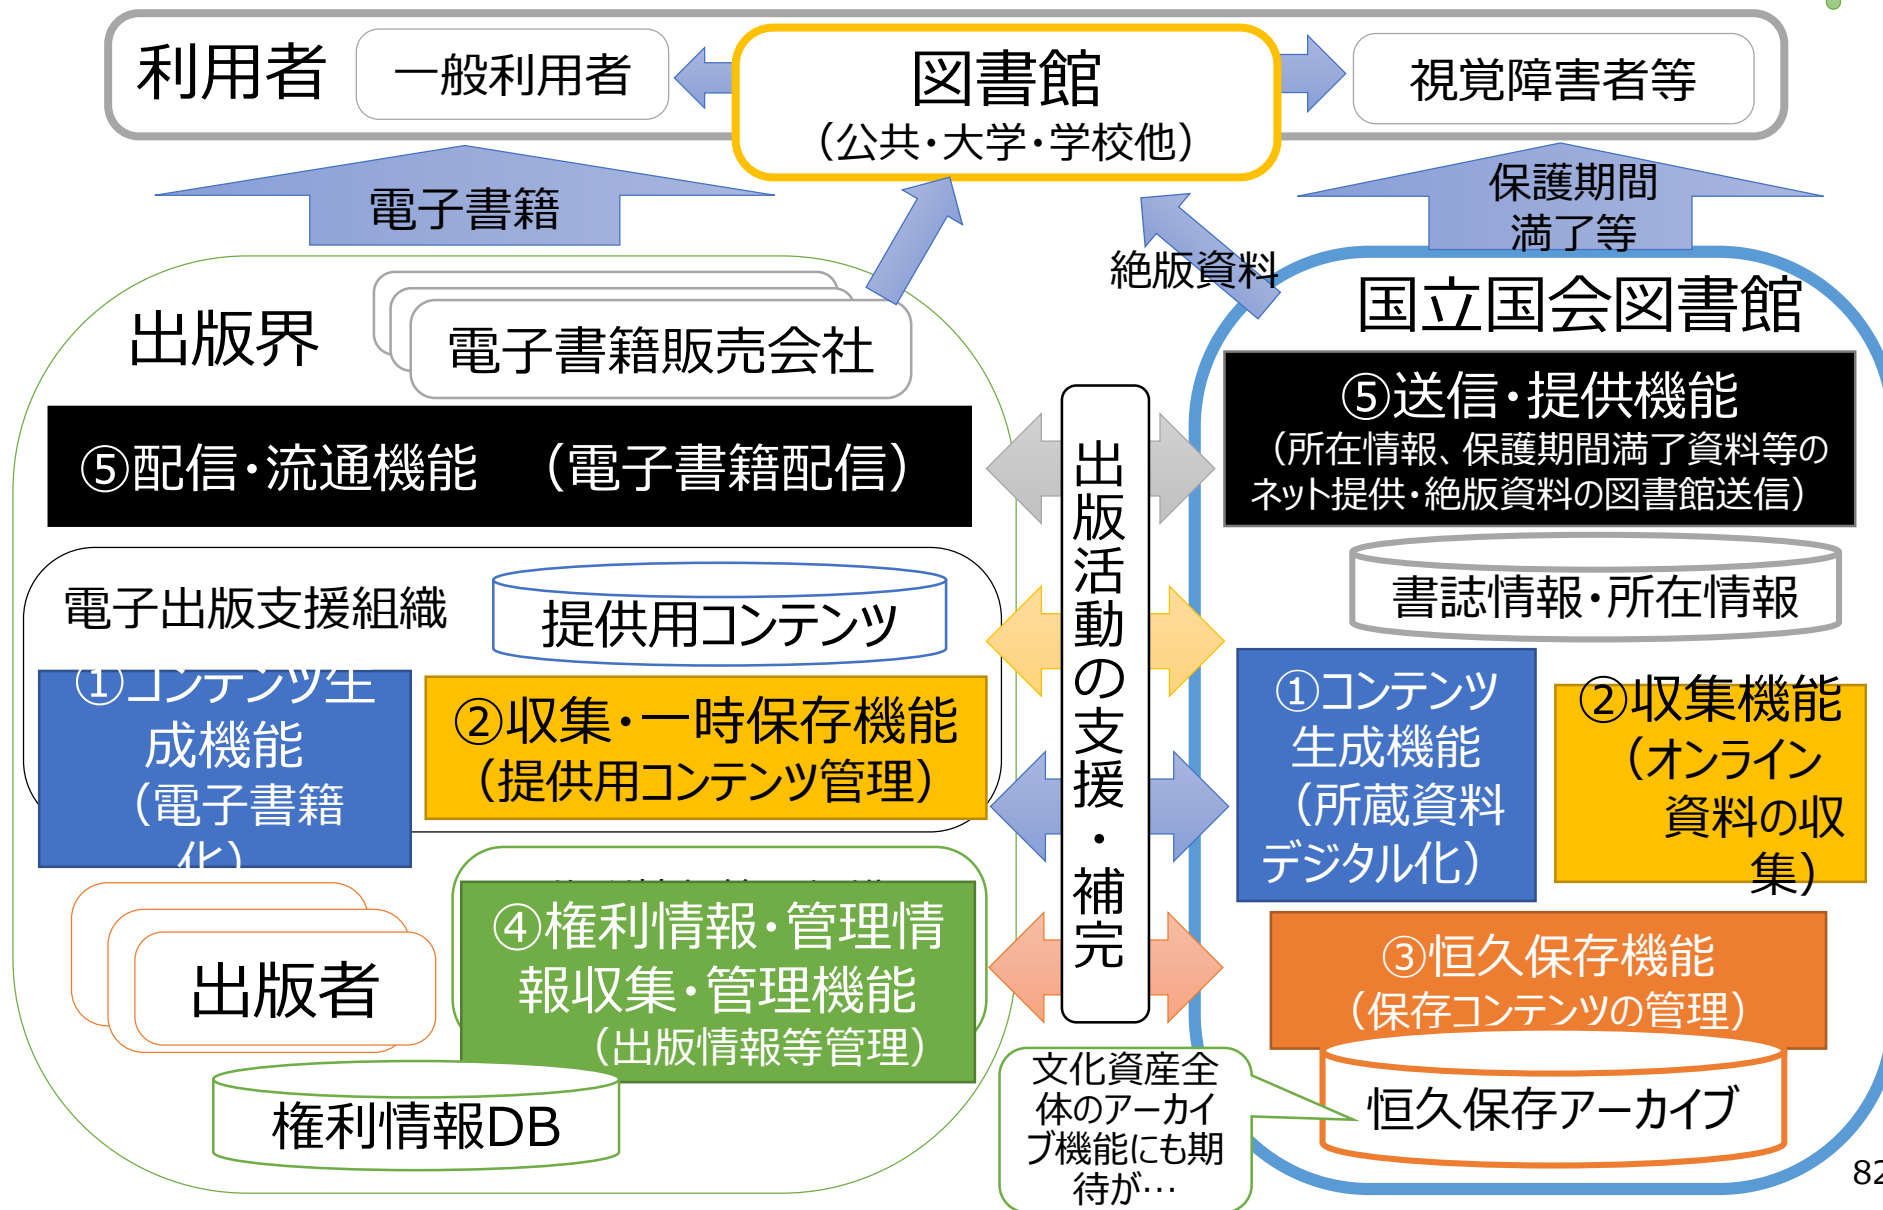 利用者
一般利用者
図書館
（公共・大学・学校他）
視覚障害者等
電子書籍
絶版資料
保護期間
満了等
出版界
電子書籍販売会社
⑤配信・流通機能　（電子書籍配信）
電子出版支援組織
提供用コンテンツ
①コンテンツ生
成機能
（電子書籍
化）
②収集・一時保存機能
（提供用コンテンツ管理）
④権利情報・管理情
報収集・管理機能
（出版情報等管理）
出版者
権利情報DB
出版活動の支援・補完
国立国会図書館
⑤送信・提供機能
（所在情報、保護期間満了資料等の
ネット提供・絶版資料の図書館送信）
書誌情報・所在情報
①コンテンツ
生成機能
（所蔵資料
デジタル化）
②収集機能
（オンライン
資料の収
集）
③恒久保存機能
（保存コンテンツの管理）
恒久保存アーカイブ
文化資産全
体のアーカイ
ブ機能にも期
待が…
82